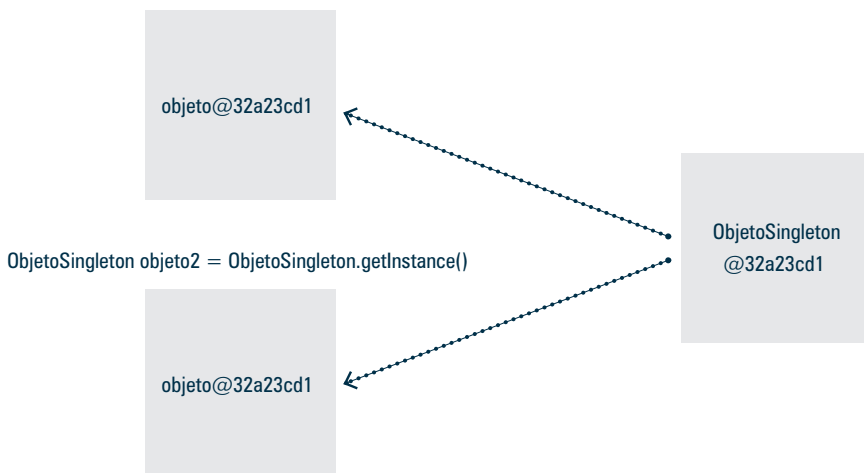 objeto@32a23cd1
ObjetoSingleton
@32a23cd1
ObjetoSingleton objeto2 = ObjetoSingleton.getInstance()
objeto@32a23cd1